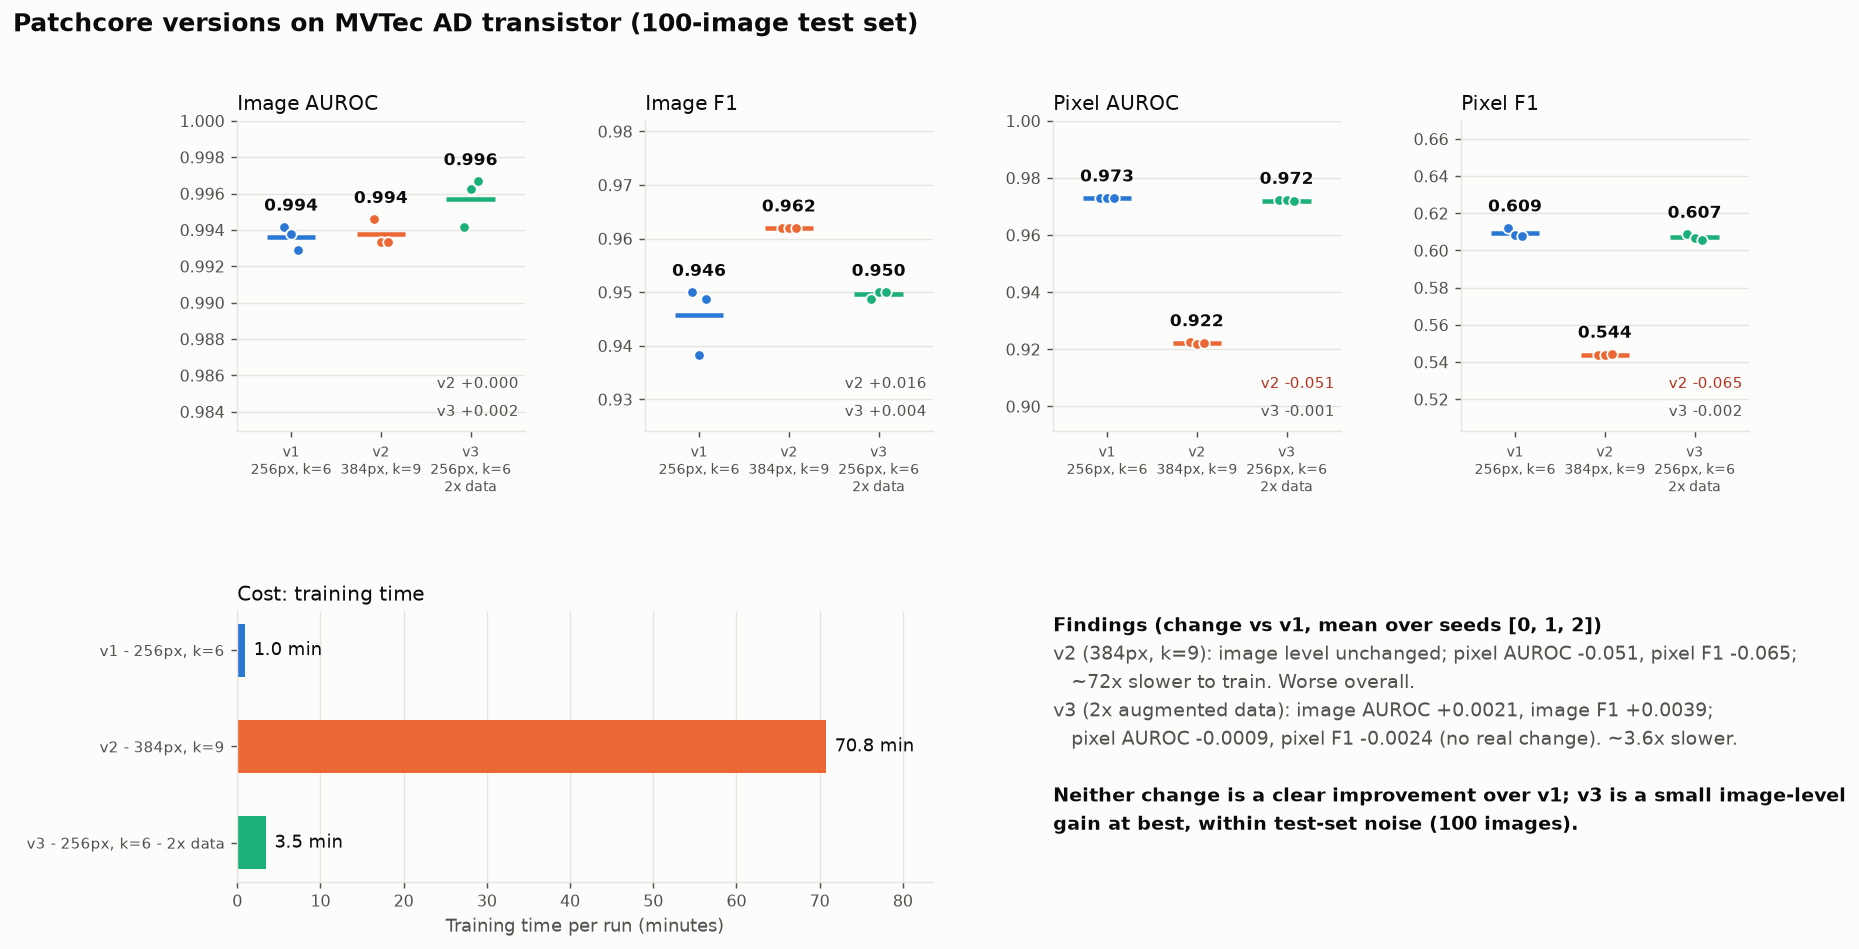 Patchcore versions on MVTec AD transistor (100-image test set)
Image AUROC
1.000
0.998
0.996
0.994
0.992
0.990
0.988
0.986
0.984
0.994
0.994
0.996
v2 +0.000
v3 +0.002
v1
256px, k=6
v2
384px, k=9
v3
256px, k=6
2x data
Image F1
0.98
0.97
0.96
0.95
0.94
0.93
0.946
0.962
0.950
v2 +0.016
v3 +0.004
v1
256px, k=6
v2
384px, k=9
v3
256px, k=6
2x data
Pixel AUROC
1.00
0.98
0.96
0.94
0.92
0.90
0.973
0.922
0.972
v2 -0.051
v3 -0.001
v1
256px, k=6
v2
384px, k=9
v3
256px, k=6
2x data
Pixel F1
0.66
0.64
0.62
0.60
0.58
0.56
0.54
0.52
0.609
0.544
0.607
v2 -0.065
v3 -0.002
v1
256px, k=6
v2
384px, k=9
v3
256px, k=6
2x data
Cost: training time
v1 - 256px, k=6
1.0 min
v2 - 384px, k=9
70.8 min
v3 - 256px, k=6 - 2x data
3.5 min
0
10
20
30
40
50
60
70
80
Training time per run (minutes)
Findings (change vs v1, mean over seeds [0, 1, 2])
v2 (384px, k=9): image level unchanged; pixel AUROC -0.051, pixel F1 -0.065;
~72x slower to train. Worse overall.
v3 (2x augmented data): image AUROC +0.0021, image F1 +0.0039;
pixel AUROC -0.0009, pixel F1 -0.0024 (no real change). ~3.6x slower.
Neither change is a clear improvement over v1; v3 is a small image-level
gain at best, within test-set noise (100 images).